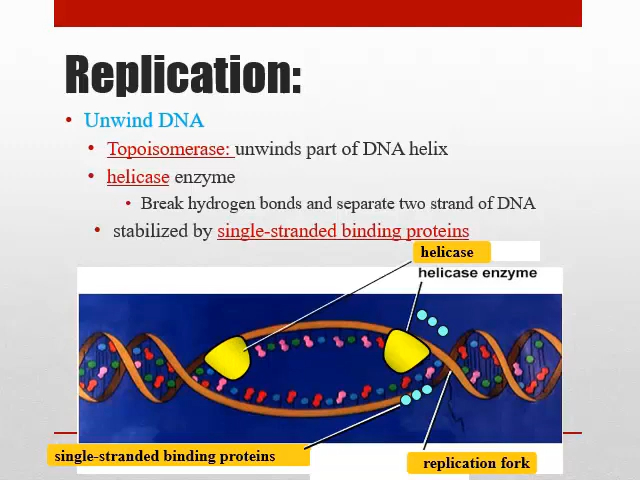 Replication:
Unwind DNA
Topoisomerase: unwinds part of DNA helix
helicase enzyme
Break hydrogen bonds and separate two strand of DNA
stabilized by single-stranded binding proteins
helicase
helicase enzyme
single-stranded binding proteins
replication fork